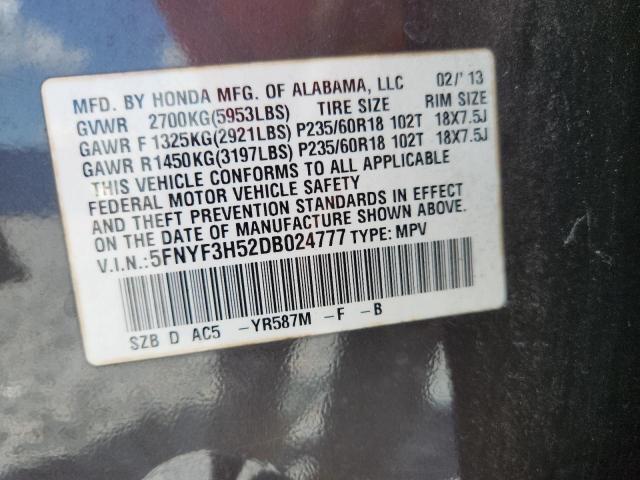 MFD. BY HONDA MFG. OF ALABAMA, LLC 02/'13
GVWR 2700KG(5953LBS) TIRE SIZE RIM SIZE
GAWR F 1325KG(2921LBS) P235/60R18 102T 18X7.5J
GAWR R1450KG(3197LBS) P235/60R18 102T 18X7.5J
THIS VEHICLE CONFORMS TO ALL APPLICABLE
FEDERAL MOTOR VEHICLE SAFETY
AND THEFT PREVENTION STANDARDS IN EFFECT
ON THE DATE OF MANUFACTURE SHOWN ABOVE.
V.I.N.:5FNYF3H52DB024777 TYPE: MPV
SZB D AC5 -YR587M -F -B